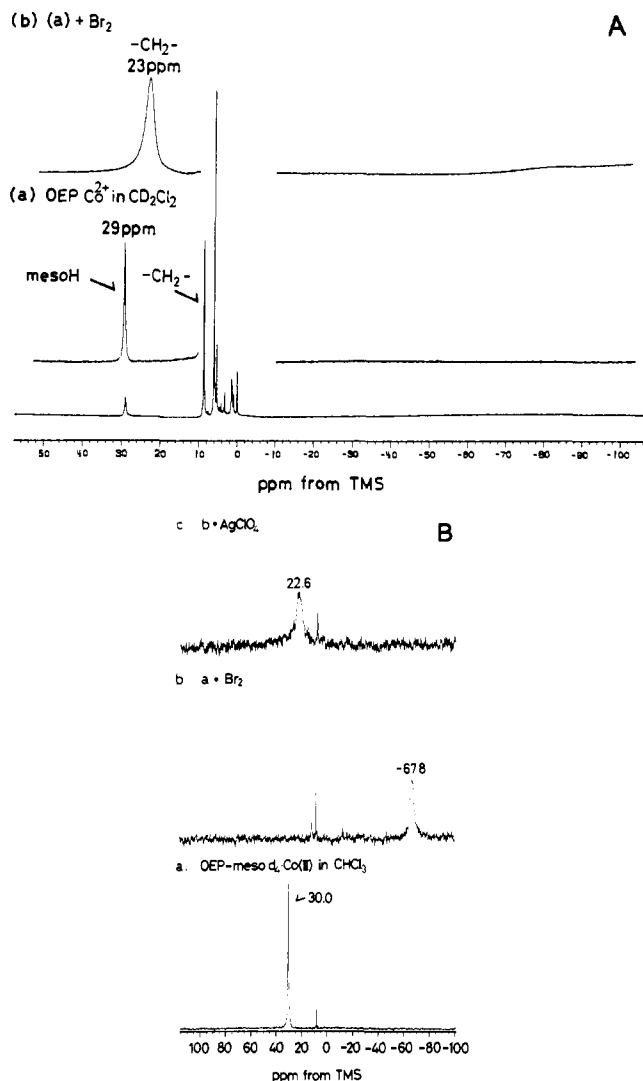 (b) (a) + Br2
A
-CH2-
23ppm
(a) OEP Co2+ in CD2Cl2
29ppm
mesoH
-CH2-
50 40 30 20 10 0 -10 -20 -30 -40 -50 -60 -70 -80 -90 -100
ppm from TMS
c b • AgClO4
B
22.6
b a • Br2
-67.8
a. OEP-meso d4 Co(II) in CHCl3
30.0
100 80 60 40 20 0 -20 -40 -60 -80 -100
ppm from TMS